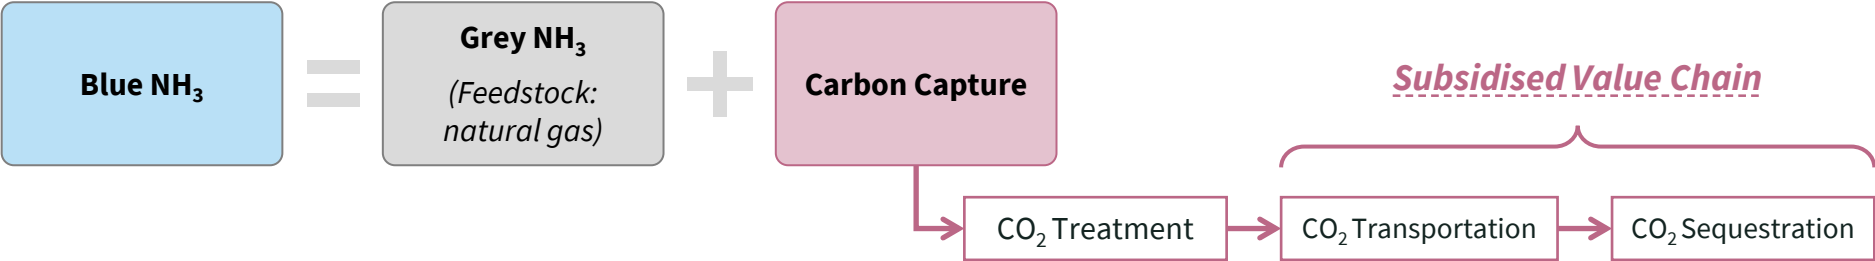 Blue NH₃
Grey NH₃
(Feedstock:
natural gas)
Carbon Capture
Subsidised Value Chain
CO₂ Treatment
CO₂ Transportation
CO₂ Sequestration